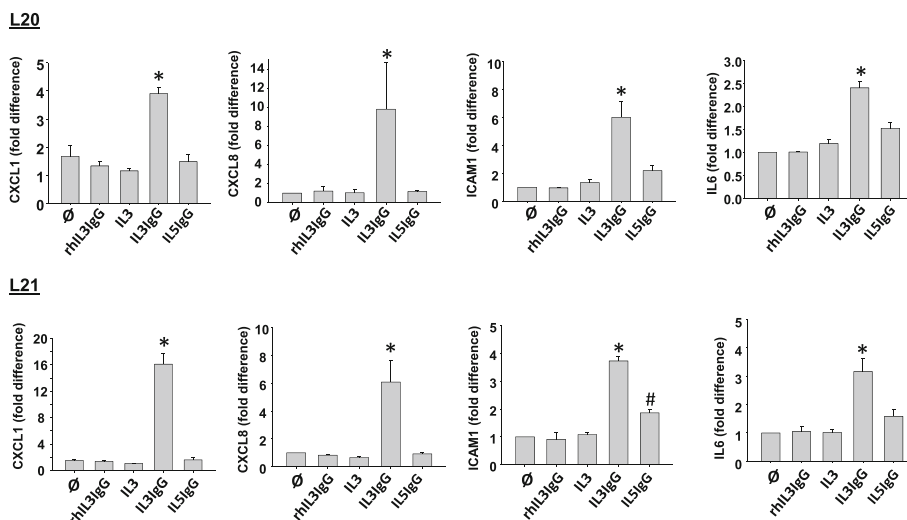 L20
CXCL1 (fold difference)
5
4
3
2
1
0
*
Ø
rhIL3IgG
IL3
IL3IgG
IL5IgG
CXCL8 (fold difference)
14
12
10
8
6
4
2
0
*
Ø
rhIL3IgG
IL3
IL3IgG
IL5IgG
ICAM1 (fold difference)
10
8
6
4
2
0
*
Ø
rhIL3IgG
IL3
IL3IgG
IL5IgG
IL6 (fold difference)
3.0
2.5
2.0
1.5
1.0
0.5
0.0
*
Ø
rhIL3IgG
IL3
IL3IgG
IL5IgG
L21
CXCL1 (fold difference)
20
16
12
8
4
0
*
Ø
rhIL3IgG
IL3
IL3IgG
IL5IgG
CXCL8 (fold difference)
10
8
6
4
2
0
*
Ø
rhIL3IgG
IL3
IL3IgG
IL5IgG
ICAM1 (fold difference)
5
4
3
2
1
0
*
#
Ø
rhIL3IgG
IL3
IL3IgG
IL5IgG
IL6 (fold difference)
5
4
3
2
1
0
*
Ø
rhIL3IgG
IL3
IL3IgG
IL5IgG